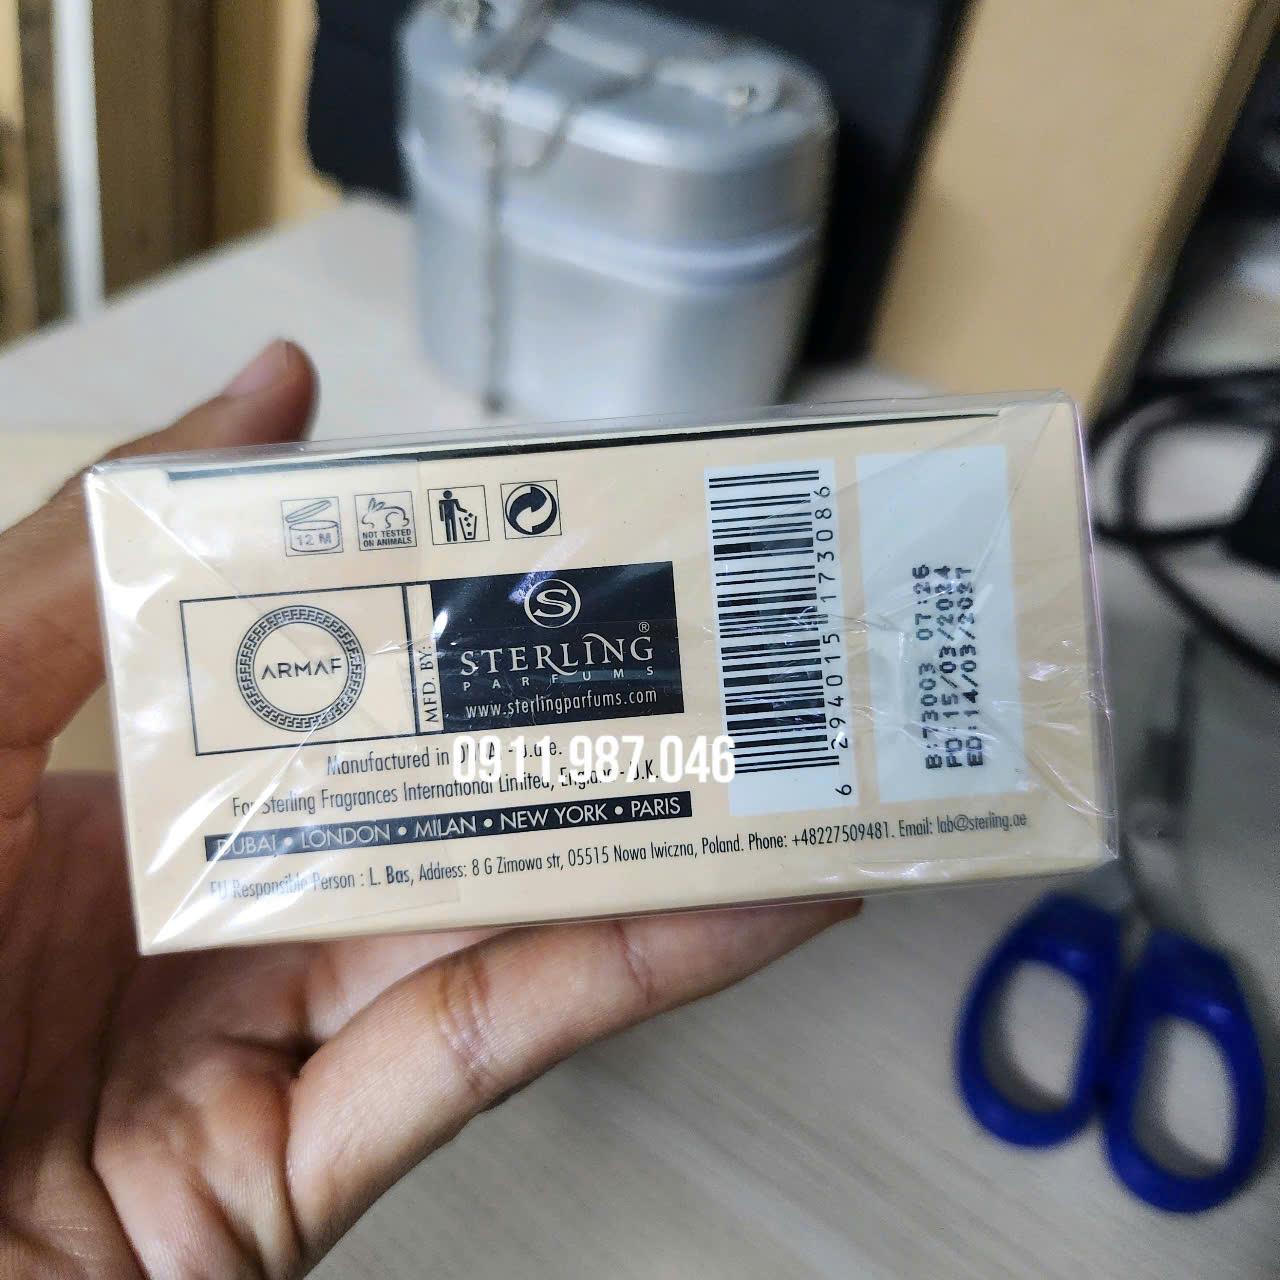 12 M
NOT TESTED
ON ANIMALS
ARMAF
MFD. BY:
S
STERLING®
PARFUMS
www.sterlingparfums.com
Manufactured in - u.a.e.
0911.987.046
For Sterling Fragrances International Limited, England - U.K.
DUBAI • LONDON • MILAN • NEW YORK • PARIS
EU Responsible Person : L. Bas, Address: 8 G Zimowa str, 05515 Nowa Iwiczna, Poland. Phone: +48227509481. Email: lab@sterling.ae
6 294015 173086
B:73003 07:26
PD:15/03/2024
ED:14/03/2027